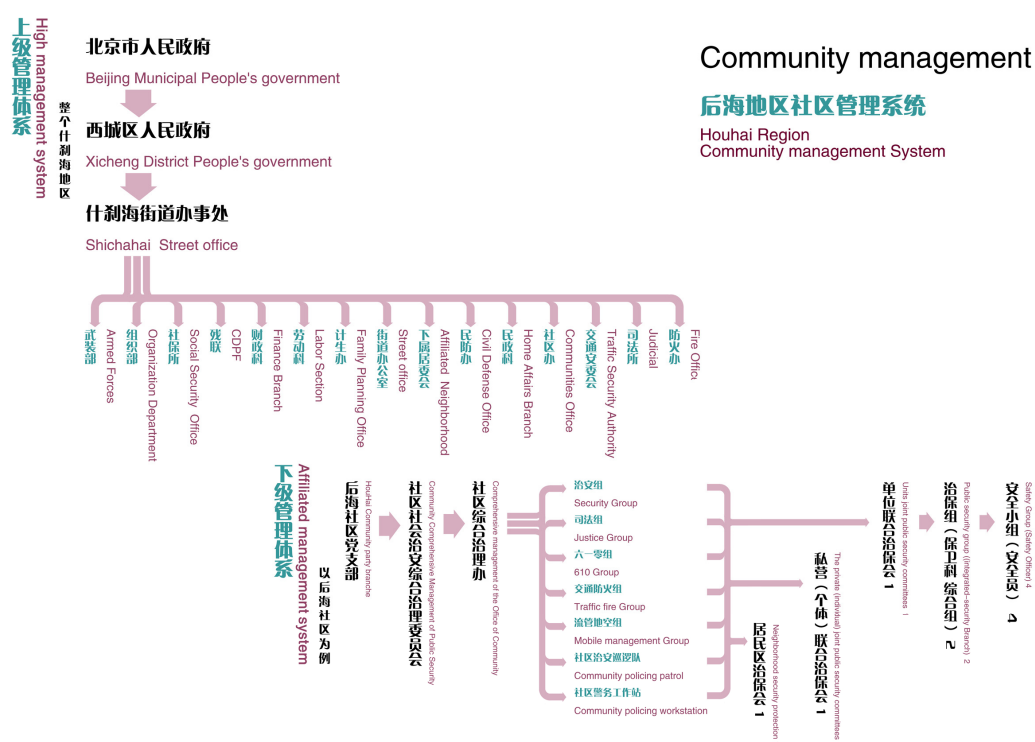 上级管理体系
High management system
整个什刹海地区
北京市人民政府
Beijing Municipal People's government
西城区人民政府
Xicheng District People's government
什刹海街道办事处
Shichahai Street office
Community management
后海地区社区管理系统
Houhai Region
Community management System
武装部
Armed Forces
组织部
Organization Department
社保所
Social Security Office
残联
CDPF
财政科
Finance Branch
劳动科
Labor Section
计生办
Family Planning Office
街道办公室
Street office
下属居委会
Affiliated Neighborhood
民防办
Civil Defense Office
民政科
Home Affairs Branch
社区办
Communities Office
交通安委会
Traffic Security Authority
司法所
Judicial
防火办
Fire Office
下级管理体系
Affiliated management system
以后海社区为例
后海社区党支部
HouHai Community party branche
社区社会治安综合治理委员会
Community Comprehensive Management of Public Security
社区综合治理办
Comprehensive management of the Office of Community
治安组
Security Group
司法组
Justice Group
六一零组
610 Group
交通防火组
Traffic fire Group
流管地室组
Mobile management Group
社区治安巡逻队
Community policing patrol
社区警务工作站
Community policing workstation
居民区治保会 1
Neighborhood security protection
私营（个体）联合治保会 1
The private (individual) joint public security committees
单位联合治保会 1
Units joint public security committees 1
治保组（保卫科 综合组）2
Public security group ((integrated-security Branch) 2
安全小组（安全员） 4
Safety Group (Safety Officer) 4